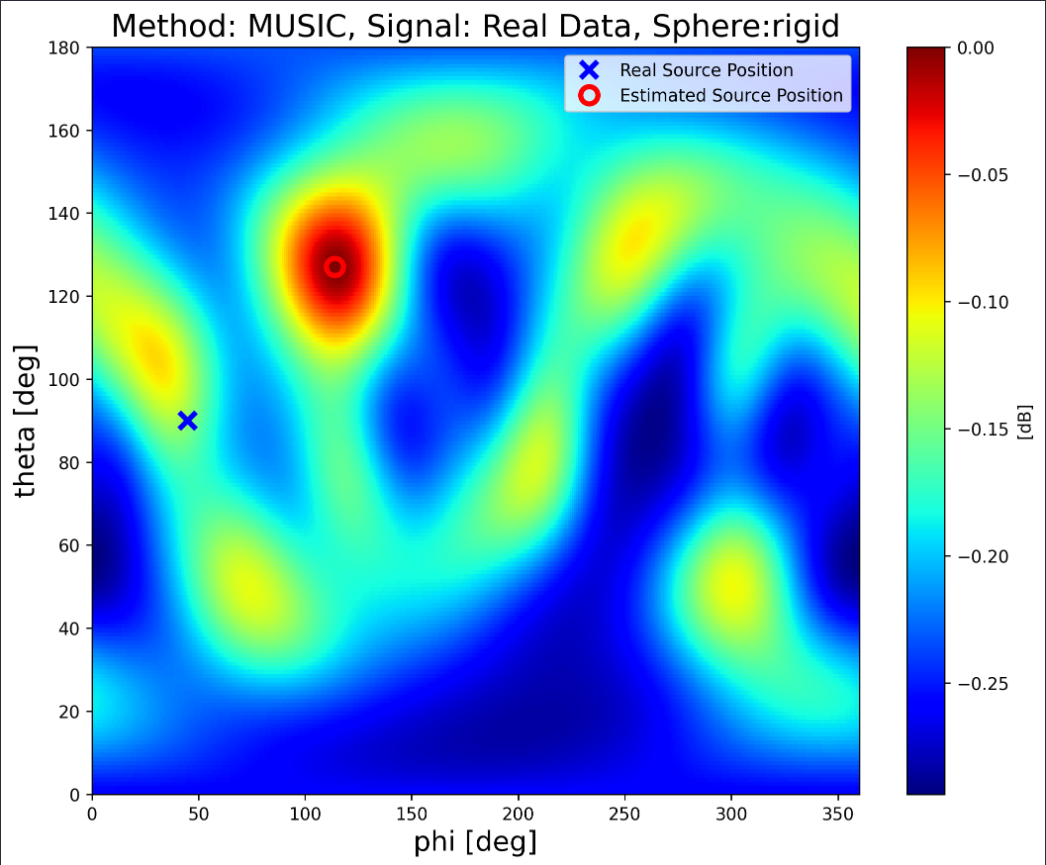 Method: MUSIC, Signal: Real Data, Sphere:rigid
Real Source Position
Estimated Source Position
180
160
140
120
100
80
60
40
20
0
theta [deg]
0 50 100 150 200 250 300 350
phi [deg]
0.00
−0.05
−0.10
−0.15
−0.20
−0.25
[dB]